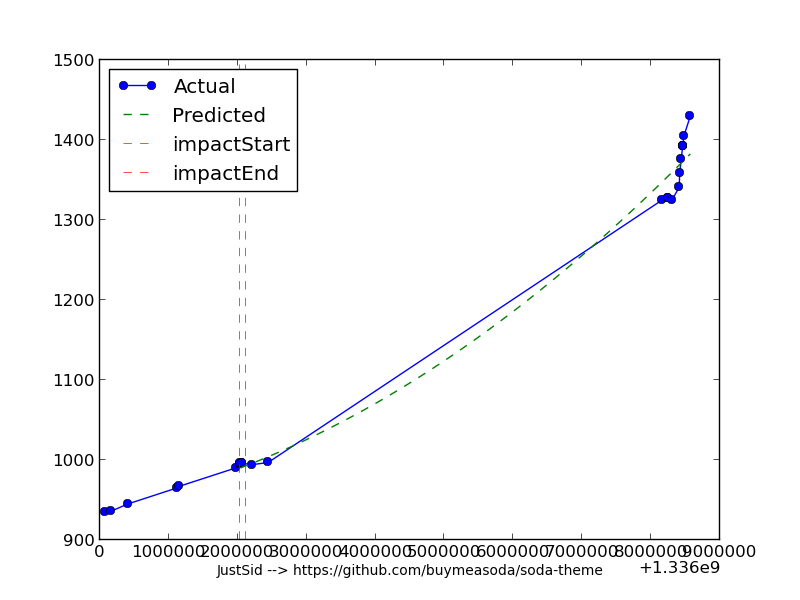 1500
1400
1300
1200
1100
1000
900
Actual
Predicted
impactStart
impactEnd
0 1000000 2000000 3000000 4000000 5000000 6000000 7000000 8000000 9000000
JustSid --> https://github.com/buymeasoda/soda-theme
+1.336e9